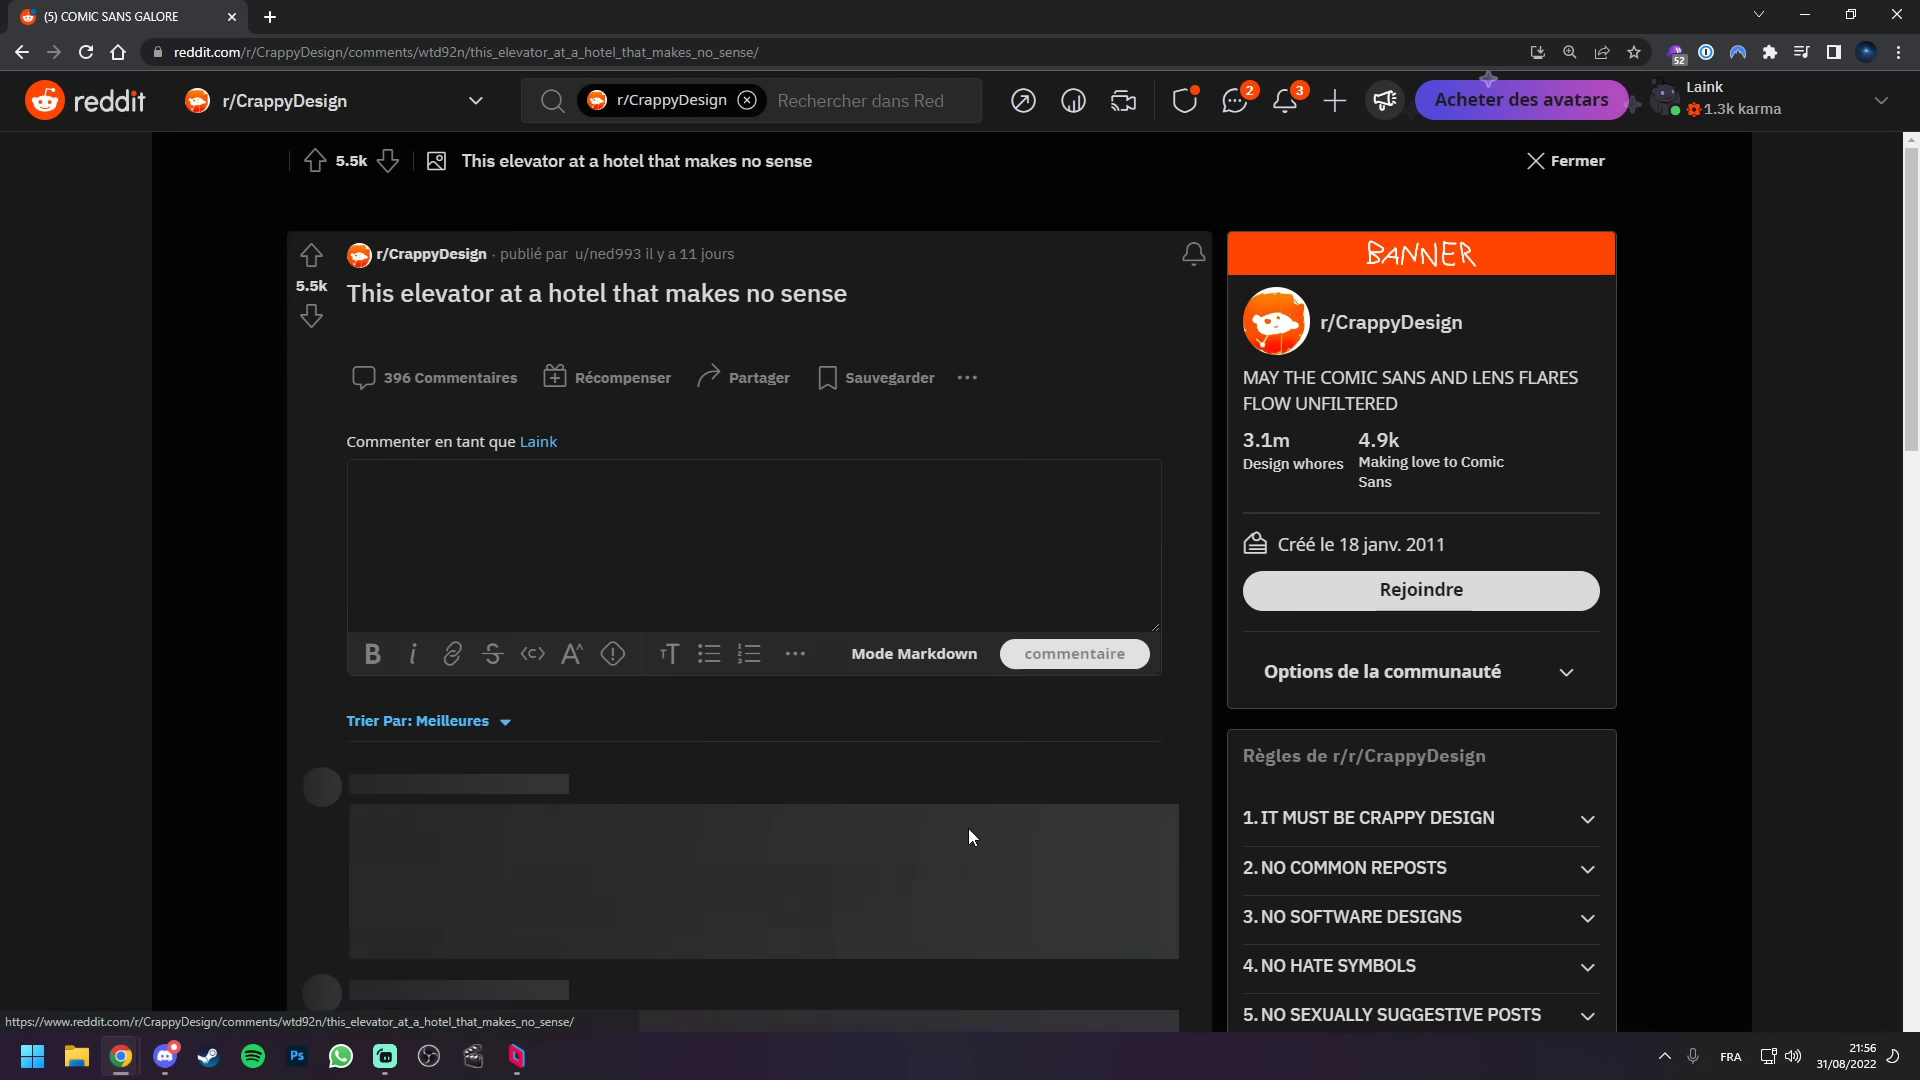 (5) COMIC SANS GALORE
reddit.com/r/CrappyDesign/comments/wtd92n/this_elevator_at_a_hotel_that_makes_no_sense/
52
reddit
r/CrappyDesign
r/CrappyDesign
Rechercher dans Red
2
3
Acheter des avatars
Laink
1.3k karma
5.5k
This elevator at a hotel that makes no sense
Fermer
r/CrappyDesign · publié par u/ned993 il y a 11 jours
5.5k
This elevator at a hotel that makes no sense
396 Commentaires
Récompenser
Partager
Sauvegarder
Commenter en tant que Laink
Mode Markdown
commentaire
Trier Par: Meilleures
BANNER
r/CrappyDesign
MAY THE COMIC SANS AND LENS FLARES
FLOW UNFILTERED
3.1m
Design whores
4.9k
Making love to Comic
Sans
Créé le 18 janv. 2011
Rejoindre
Options de la communauté
Règles de r/r/CrappyDesign
1. IT MUST BE CRAPPY DESIGN
2. NO COMMON REPOSTS
3. NO SOFTWARE DESIGNS
4. NO HATE SYMBOLS
5. NO SEXUALLY SUGGESTIVE POSTS
https://www.reddit.com/r/CrappyDesign/comments/wtd92n/this_elevator_at_a_hotel_that_makes_no_sense/
Ps
FRA
21:56
31/08/2022